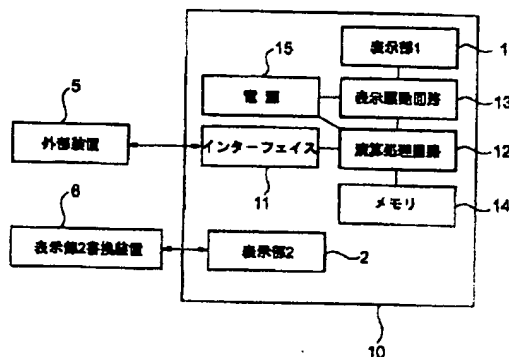 表示部1
1
15
電源
表示駆動回路
13
5
外部装置
インターフェイス
演算処理回路
12
11
6
メモリ
14
表示部2書換装置
表示部2
2
10